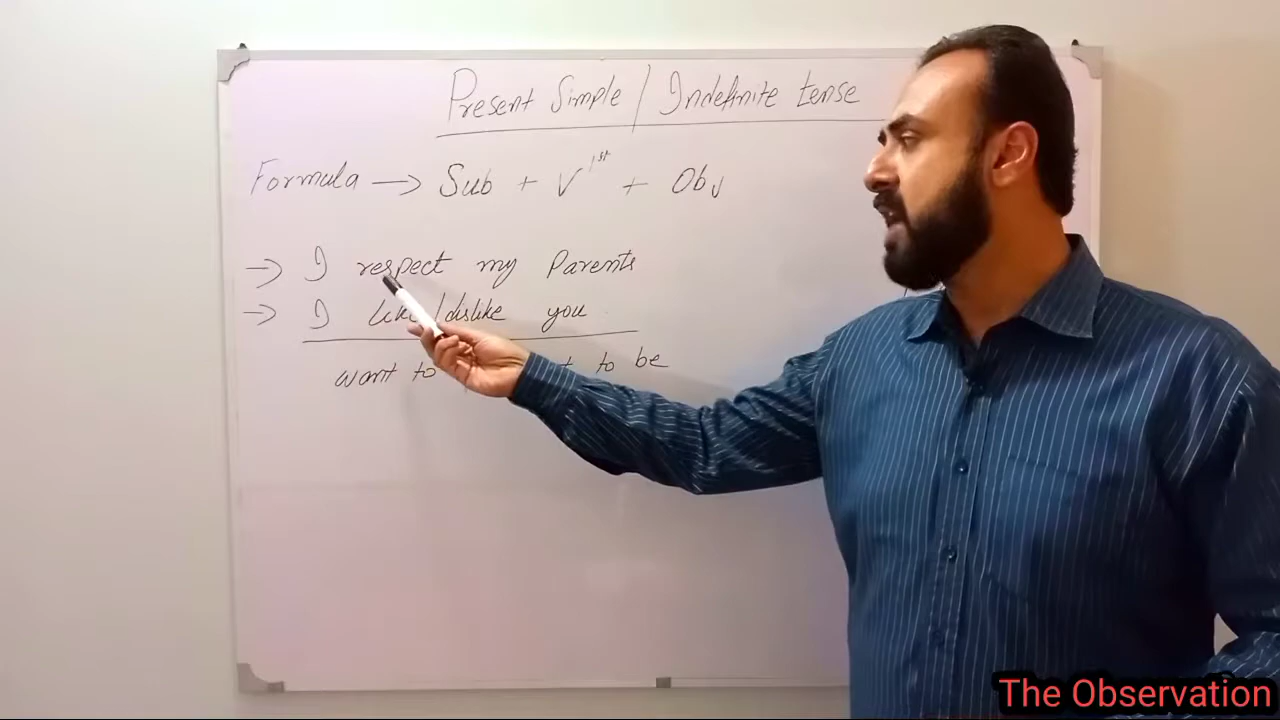 Present Simple / Indefinite tense
Formula → Sub + V 1st + Obj
→ I respect my Parents
→ I like/dislike you
want to to be
The Observation